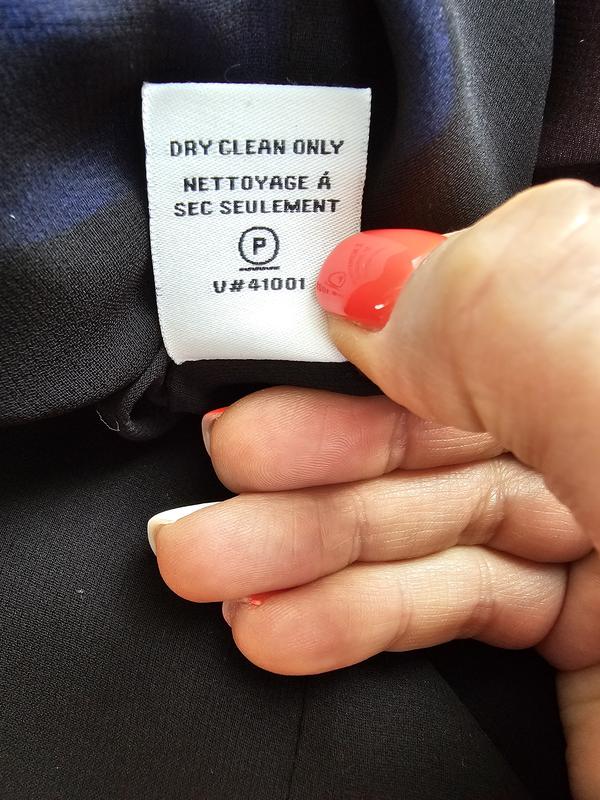 DRY CLEAN ONLY
NETTOYAGE Á
SEC SEULEMENT
P
U#41001